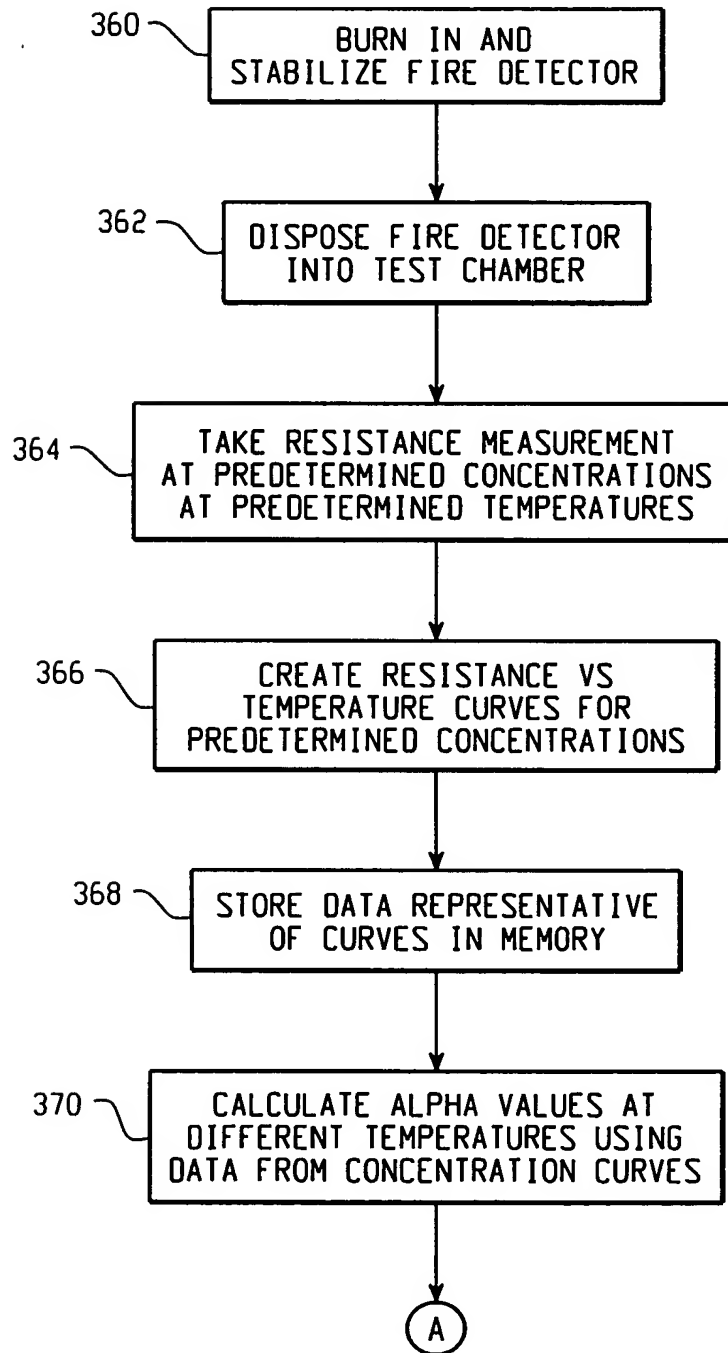 360
BURN IN AND
STABILIZE FIRE DETECTOR
362
DISPOSE FIRE DETECTOR
INTO TEST CHAMBER
364
TAKE RESISTANCE MEASUREMENT
AT PREDETERMINED CONCENTRATIONS
AT PREDETERMINED TEMPERATURES
366
CREATE RESISTANCE VS
TEMPERATURE CURVES FOR
PREDETERMINED CONCENTRATIONS
368
STORE DATA REPRESENTATIVE
OF CURVES IN MEMORY
370
CALCULATE ALPHA VALUES AT
DIFFERENT TEMPERATURES USING
DATA FROM CONCENTRATION CURVES
A